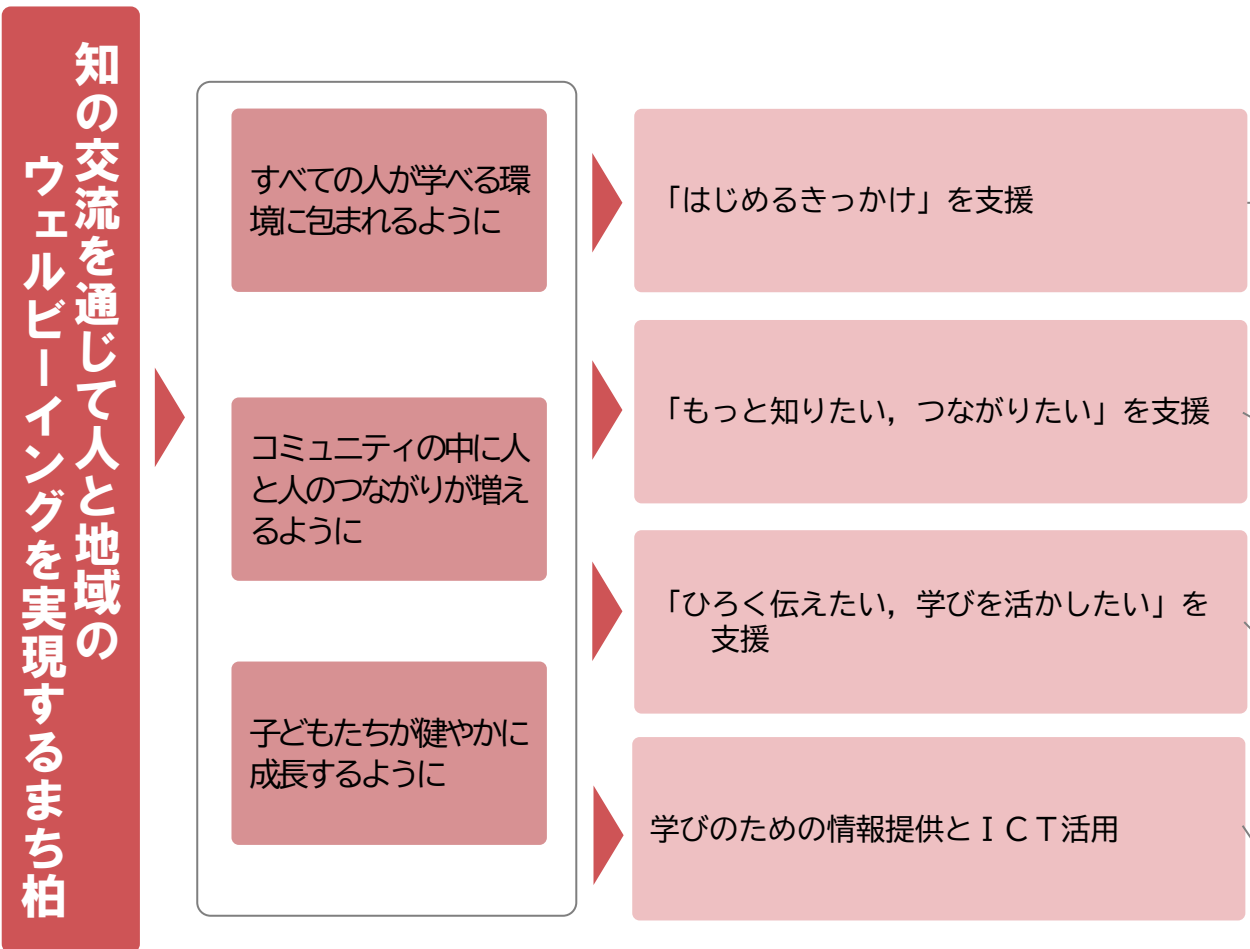 知の交流を通じて人と地域の
ウェルビーイングを実現するまち柏
すべての人が学べる環
境に包まれるように
コミュニティの中に人
と人のつながりが増え
るように
子どもたちが健やかに
成長するように
「はじめるきっかけ」を支援
「もっと知りたい，つながりたい」を支援
「ひろく伝えたい，学びを活かしたい」を
支援
学びのための情報提供とＩＣＴ活用